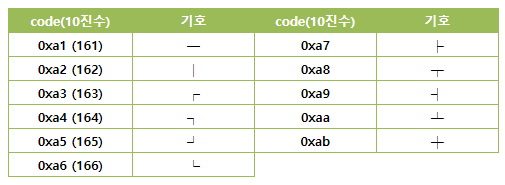 code(10진수) 기호 code(10진수) 기호
0xa1 (161) ─ 0xa7 ├
0xa2 (162) │ 0xa8 ┬
0xa3 (163) ┌ 0xa9 ┤
0xa4 (164) ┐ 0xaa ┴
0xa5 (165) ┘ 0xab ┼
0xa6 (166) └